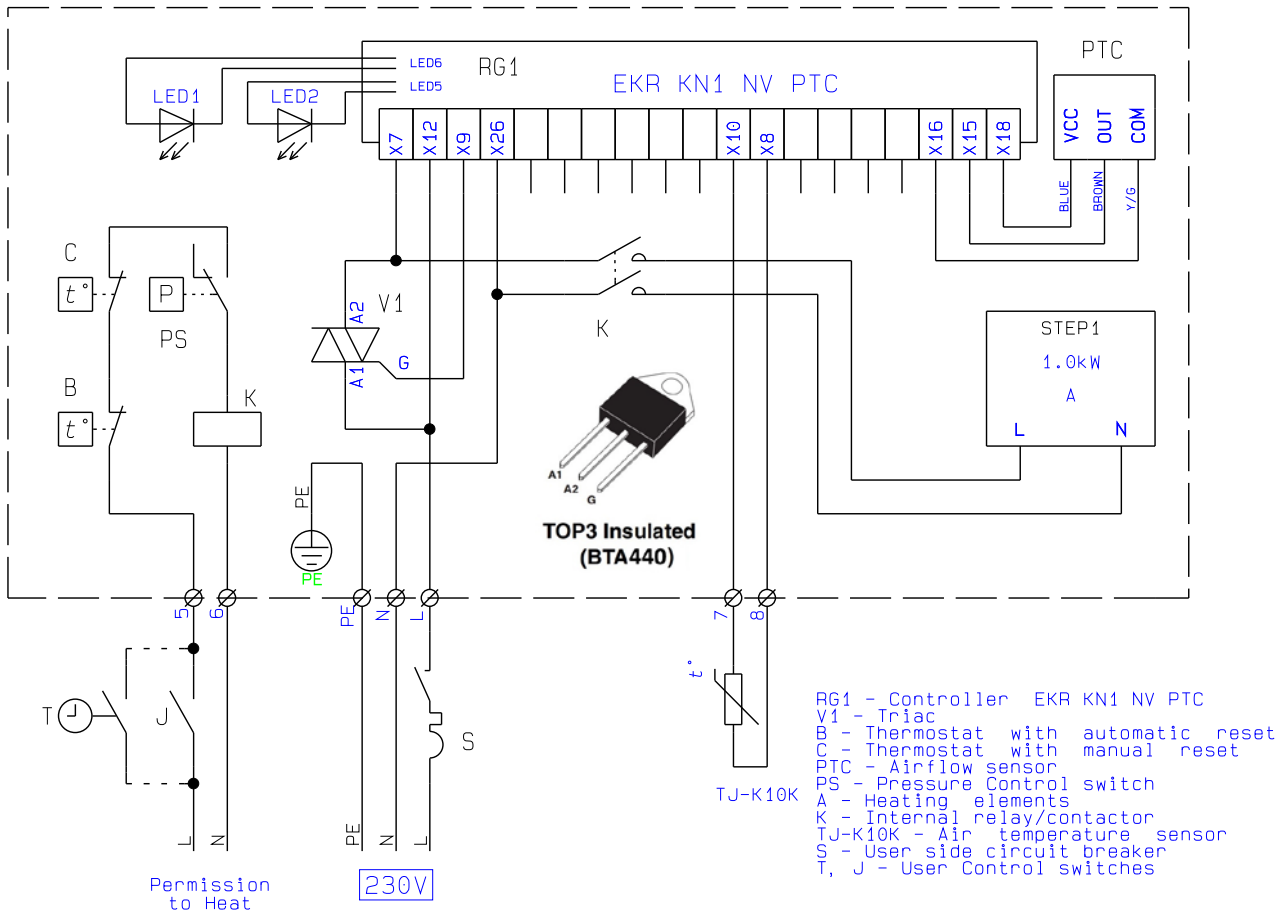 LED6
RG1
PTC
LED5
EKR KN1 NV PTC
LED1
LED2
X7
X12
X9
X26
X10
X8
X16
X15
X18
VCC
OUT
COM
BLUE
BROWN
Y/G
C
t°
P
PS
A2
V1
A1
G
K
STEP1
1.0kW
A
L
N
B
t°
K
PE
PE
A1
A2
G
TOP3 Insulated
(BTA440)
5
6
PE
N
L
7
8
T
J
S
t°
TJ-K10K
L
N
PE
N
L
Permission
to Heat
230V
RG1 - Controller EKR KN1 NV PTC
V1 - Triac
B - Thermostat with automatic reset
C - Thermostat with manual reset
PTC - Airflow sensor
PS - Pressure Control switch
A - Heating elements
K - Internal relay/contactor
TJ-K10K - Air temperature sensor
S - User side circuit breaker
T, J - User Control switches